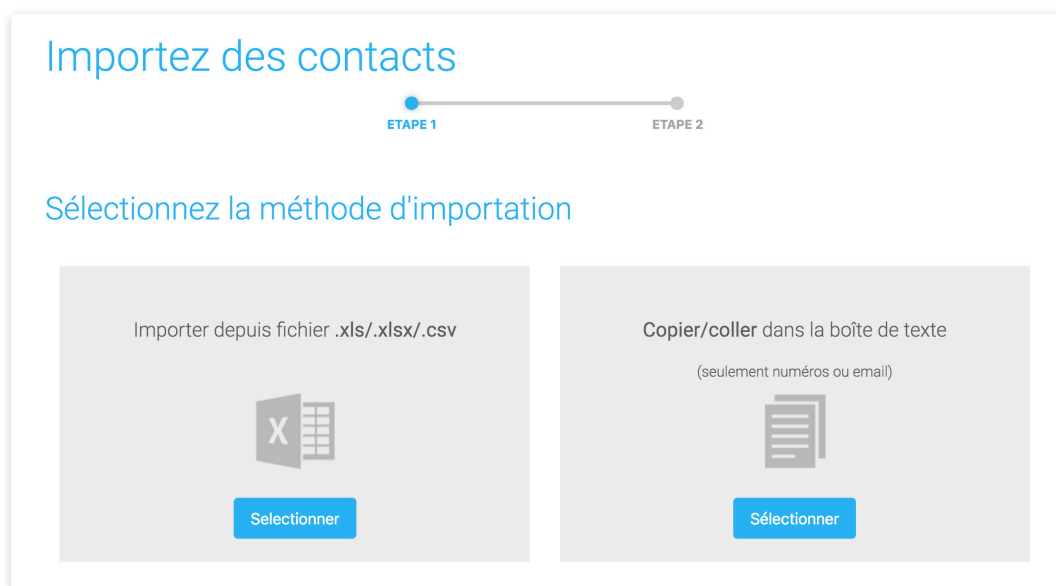 Importez des contacts
ETAPE 1
ETAPE 2
Sélectionnez la méthode d'importation
Importer depuis fichier .xls/.xlsx/.csv
X
Selectionner
Copier/coller dans la boîte de texte
(seulement numéros ou email)
Sélectionner